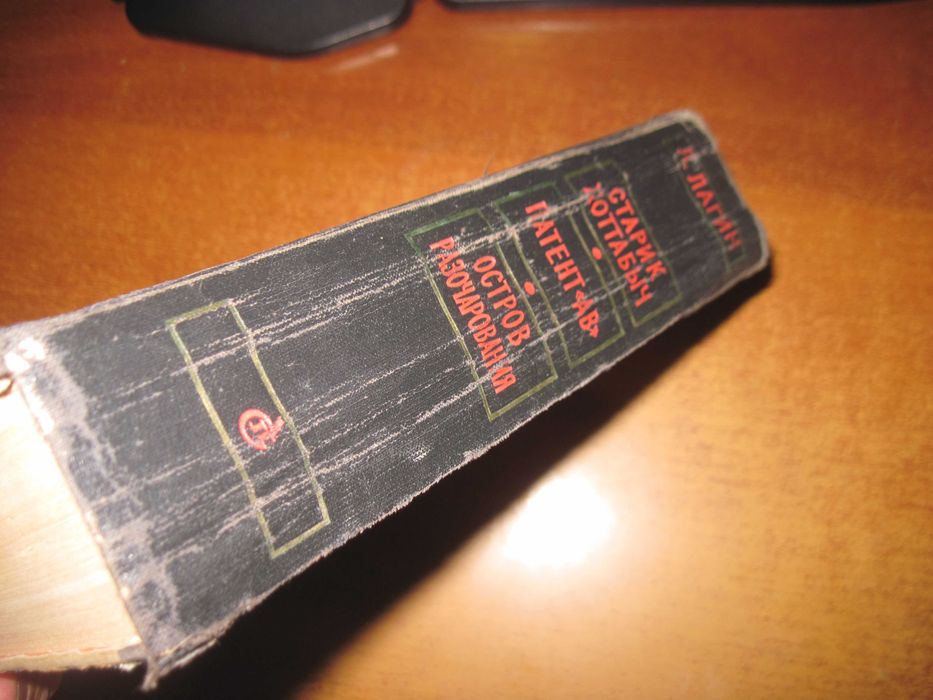 Л. ЛАГИН
СТАРИК
ХОТТАБЫЧ
•
ПАТЕНТ «АВ»
•
ОСТРОВ
РАЗОЧАРОВАНИЯ